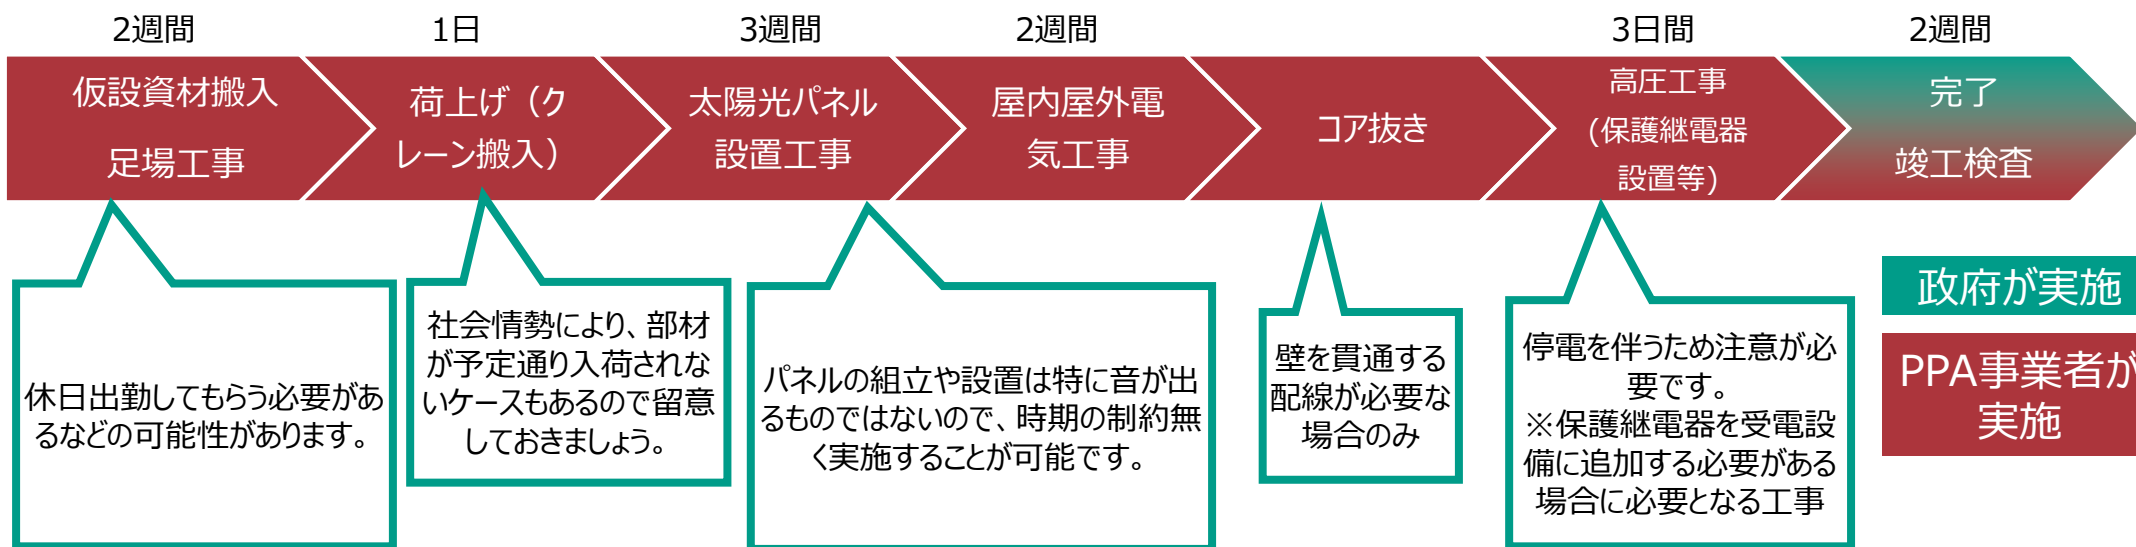 2週間
1日
3週間
2週間
3日間
2週間
仮設資材搬入
足場工事
荷上げ（ク
レーン搬入）
太陽光パネル
設置工事
屋内屋外電
気工事
コア抜き
高圧工事
(保護継電器
設置等)
完了
竣工検査
休日出勤してもらう必要があ
るなどの可能性があります。
社会情勢により、部材
が予定通り入荷されな
いケースもあるので留意
しておきましょう。
パネルの組立や設置は特に音が出
るものではないので、時期の制約無
く実施することが可能です。
壁を貫通する
配線が必要な
場合のみ
停電を伴うため注意が必
要です。
※保護継電器を受電設
備に追加する必要がある
場合に必要となる工事
政府が実施
PPA事業者が
実施